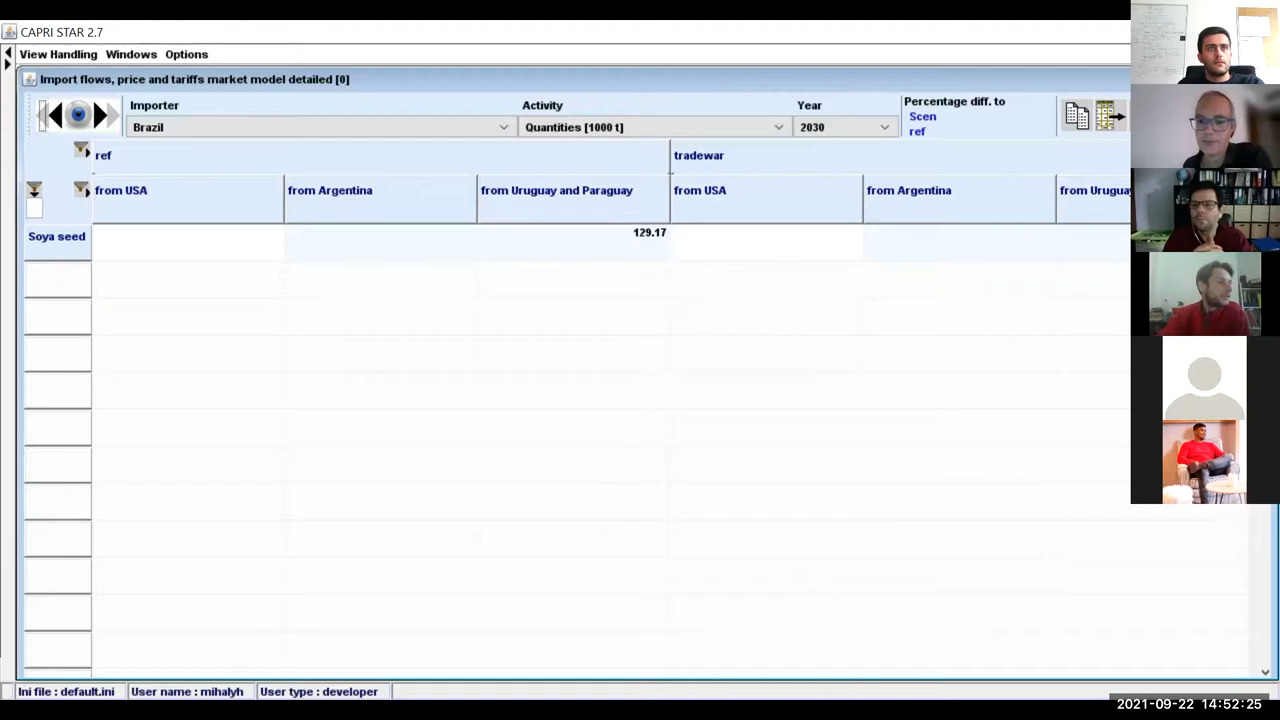 CAPRI STAR 2.7
View Handling Windows Options
Import flows, price and tariffs market model detailed [0]
Importer Activity Year Percentage diff. to
Brazil Quantities [1000 t] 2030 Scen
ref
ref tradewar
from USA from Argentina from Uruguay and Paraguay from USA from Argentina from Uruguay
Soya seed 129.17
Ini file : default.ini User name : mihalyh User type : developer
2021-09-22 14:52:25